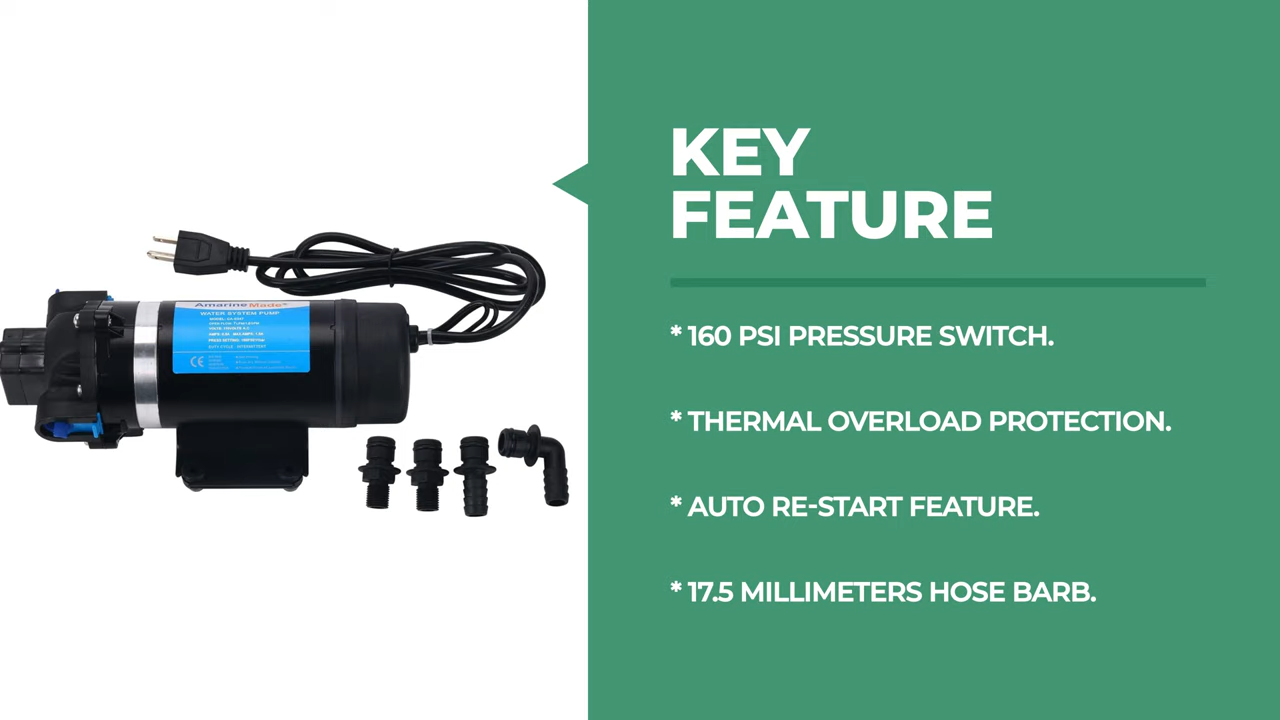 Amarine Made
WATER SYSTEM PUMP
KEY
FEATURE
* 160 PSI PRESSURE SWITCH.
* THERMAL OVERLOAD PROTECTION.
* AUTO RE-START FEATURE.
* 17.5 MILLIMETERS HOSE BARB.